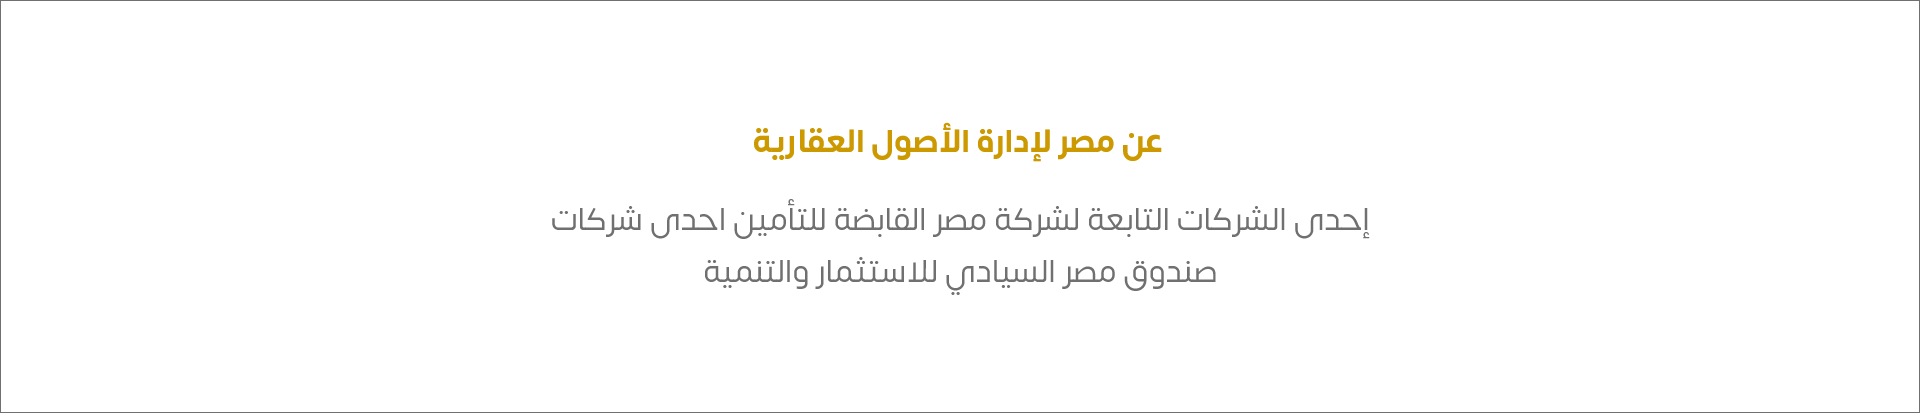 عن مصر لإدارة الأصول العقارية
إحدى الشركات التابعة لشركة مصر القابضة للتأمين احدى شركات
صندوق مصر السيادي للاستثمار والتنمية